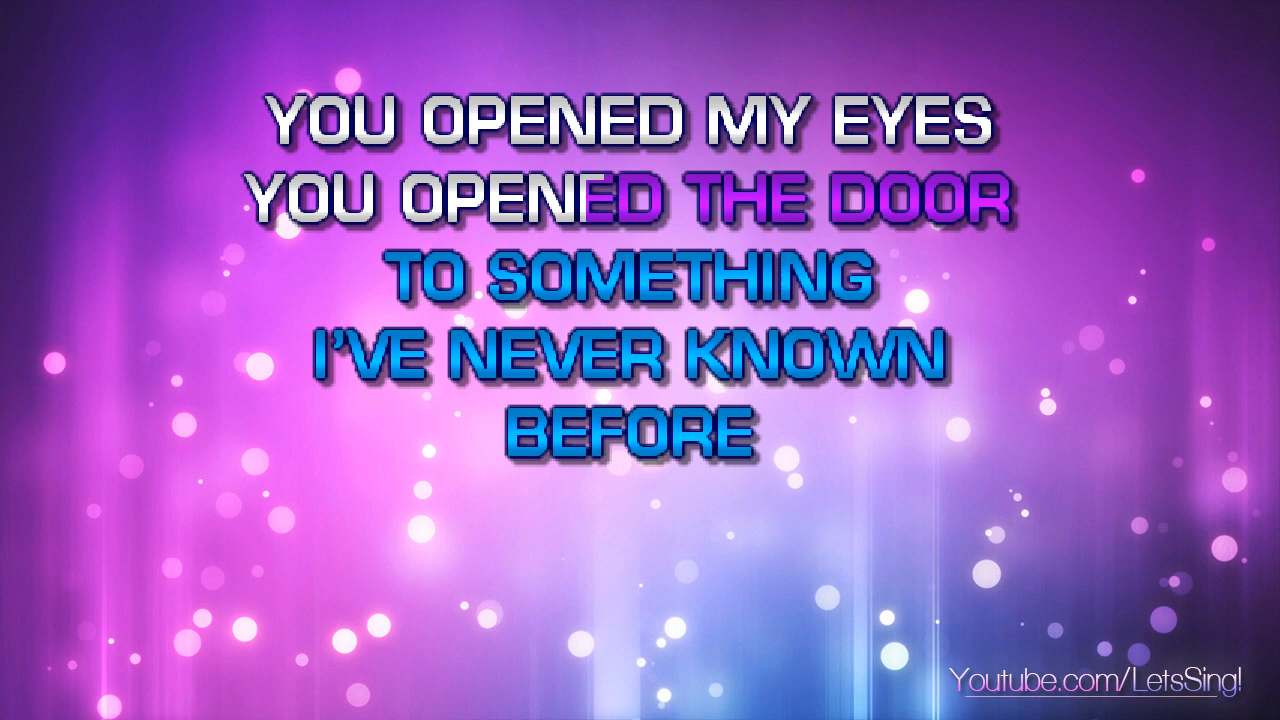 YOU OPENED MY EYES
YOU OPENED THE DOOR
TO SOMETHING
I'VE NEVER KNOWN
BEFORE
Youtube.com/LetsSing!